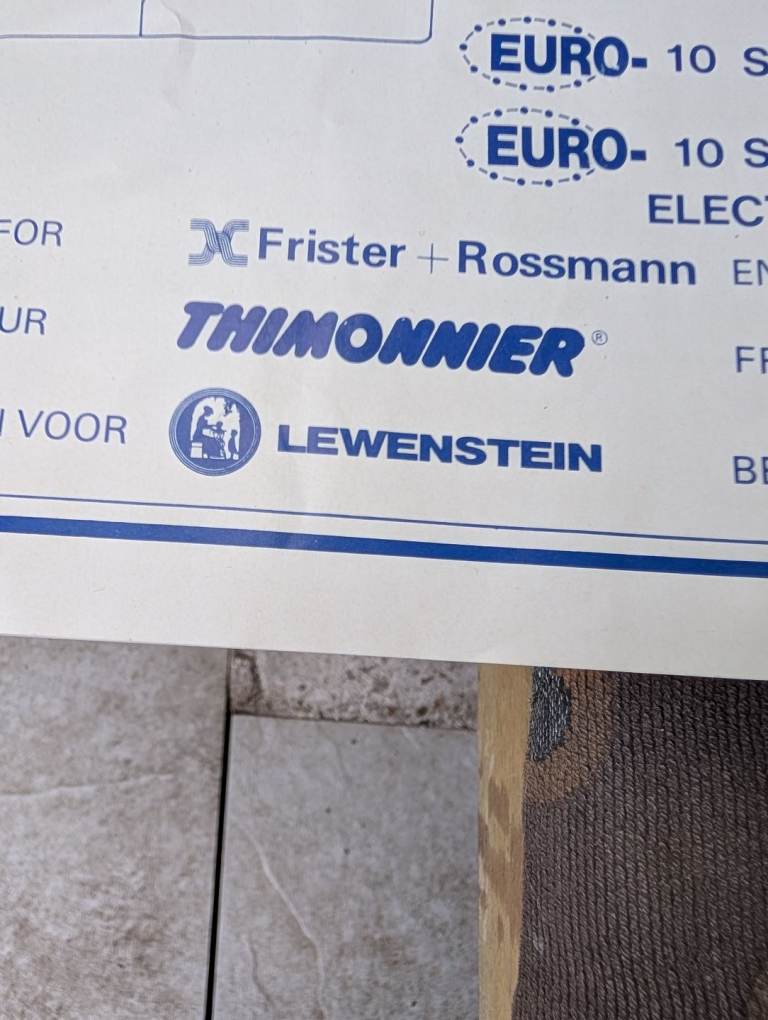 EURO- 10 S
EURO- 10 S
ELECT
FOR Frister + Rossmann EN
UR THIMONNIER® FR
VOOR LEWENSTEIN BE